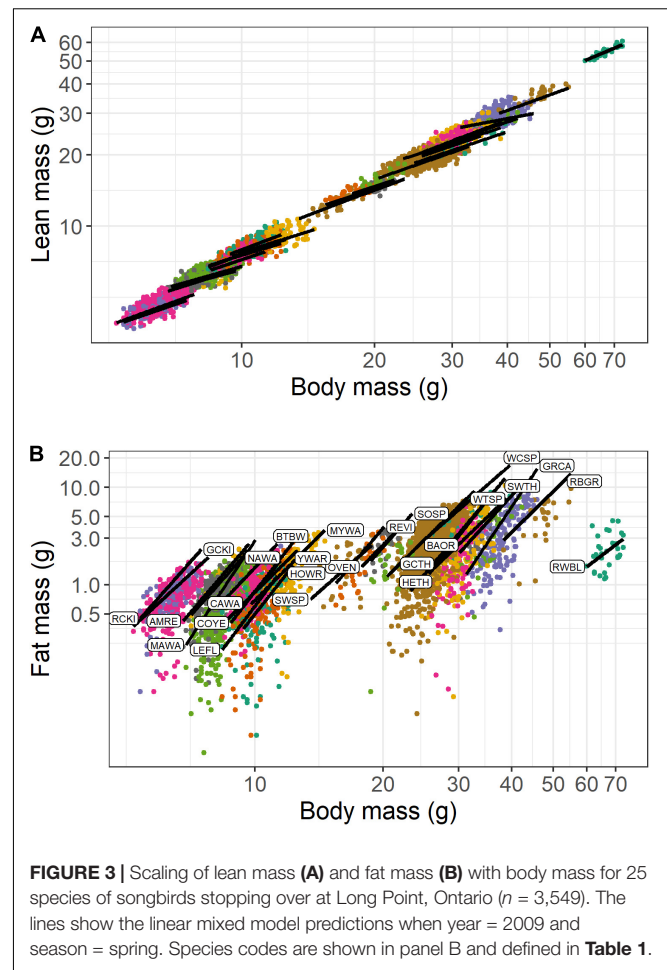 A
60
50
40
30
20
10
Lean mass (g)
10 20 30 40 50 60 70
Body mass (g)
B
20.0
10.0
5.0
3.0
1.0
0.5
Fat mass (g)
WCSP
GRCA
SWTH
RBGR
WTSP
SOSP
REVI
MYWA
BTBW
GCKI
BAOR
YWAR
NAWA
OVEN
GCTH
RWBL
HOWR
HETH
CAWA
SWSP
RCKI
AMRE
COYE
MAWA
LEFL
10 20 30 40 50 60 70
Body mass (g)
FIGURE 3 | Scaling of lean mass (A) and fat mass (B) with body mass for 25
species of songbirds stopping over at Long Point, Ontario (n = 3,549). The
lines show the linear mixed model predictions when year = 2009 and
season = spring. Species codes are shown in panel B and defined in Table 1.